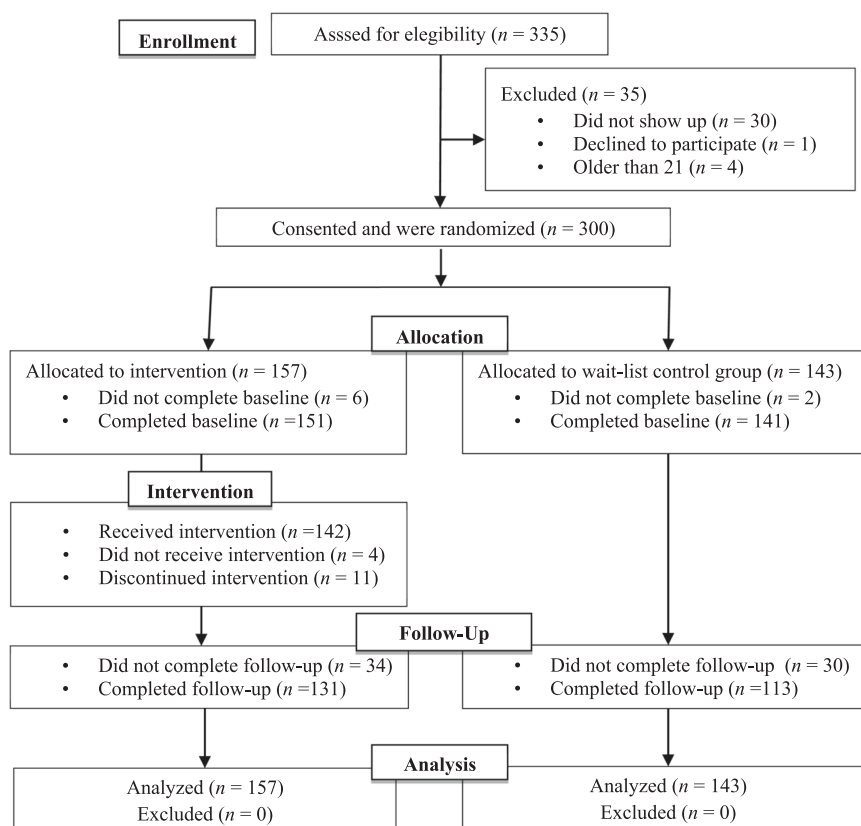 Enrollment
Asssed for elegibility (n = 335)
Excluded (n = 35)
• Did not show up (n = 30)
• Declined to participate (n = 1)
• Older than 21 (n = 4)
Consented and were randomized (n = 300)
Allocation
Allocated to intervention (n = 157)
• Did not complete baseline (n = 6)
• Completed baseline (n =151)
Allocated to wait-list control group (n = 143)
• Did not complete baseline (n = 2)
• Completed baseline (n = 141)
Intervention
• Received intervention (n =142)
• Did not receive intervention (n = 4)
• Discontinued intervention (n = 11)
Follow-Up
• Did not complete follow-up (n = 34)
• Completed follow-up (n =131)
• Did not complete follow-up (n = 30)
• Completed follow-up (n =113)
Analysis
Analyzed (n = 157)
Excluded (n = 0)
Analyzed (n = 143)
Excluded (n = 0)